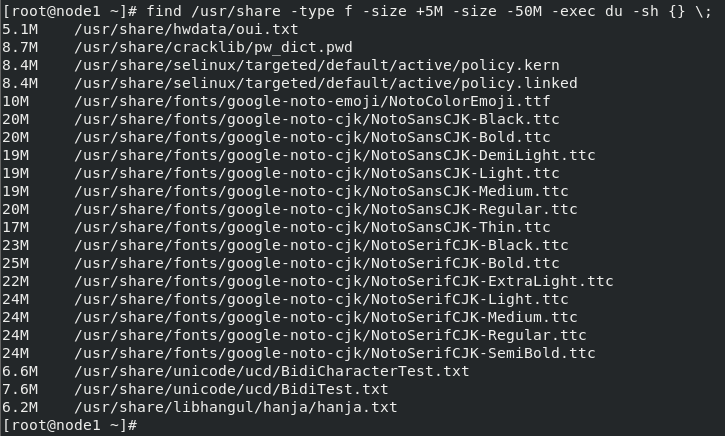 [root@node1 ~]# find /usr/share -type f -size +5M -size -50M -exec du -sh {} \;
5.1M    /usr/share/hwdata/oui.txt
8.7M    /usr/share/cracklib/pw_dict.pwd
8.4M    /usr/share/selinux/targeted/default/active/policy.kern
8.4M    /usr/share/selinux/targeted/default/active/policy.linked
10M     /usr/share/fonts/google-noto-emoji/NotoColorEmoji.ttf
20M     /usr/share/fonts/google-noto-cjk/NotoSansCJK-Black.ttc
20M     /usr/share/fonts/google-noto-cjk/NotoSansCJK-Bold.ttc
19M     /usr/share/fonts/google-noto-cjk/NotoSansCJK-DemiLight.ttc
19M     /usr/share/fonts/google-noto-cjk/NotoSansCJK-Light.ttc
19M     /usr/share/fonts/google-noto-cjk/NotoSansCJK-Medium.ttc
20M     /usr/share/fonts/google-noto-cjk/NotoSansCJK-Regular.ttc
17M     /usr/share/fonts/google-noto-cjk/NotoSansCJK-Thin.ttc
23M     /usr/share/fonts/google-noto-cjk/NotoSerifCJK-Black.ttc
25M     /usr/share/fonts/google-noto-cjk/NotoSerifCJK-Bold.ttc
22M     /usr/share/fonts/google-noto-cjk/NotoSerifCJK-ExtraLight.ttc
24M     /usr/share/fonts/google-noto-cjk/NotoSerifCJK-Light.ttc
24M     /usr/share/fonts/google-noto-cjk/NotoSerifCJK-Medium.ttc
24M     /usr/share/fonts/google-noto-cjk/NotoSerifCJK-Regular.ttc
24M     /usr/share/fonts/google-noto-cjk/NotoSerifCJK-SemiBold.ttc
6.6M    /usr/share/unicode/ucd/BidiCharacterTest.txt
7.6M    /usr/share/unicode/ucd/BidiTest.txt
6.2M    /usr/share/libhangul/hanja/hanja.txt
[root@node1 ~]#